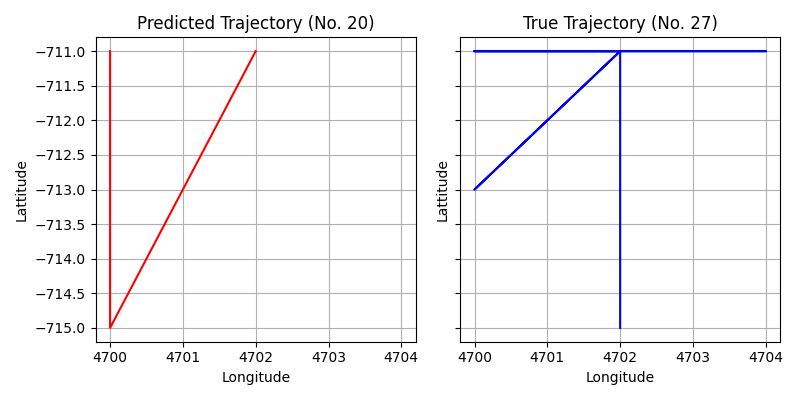 Predicted Trajectory (No. 20)
True Trajectory (No. 27)
Lattitude
−711.0
−711.5
−712.0
−712.5
−713.0
−713.5
−714.0
−714.5
−715.0
4700 4701 4702 4703 4704
Longitude
Lattitude
4700 4701 4702 4703 4704
Longitude